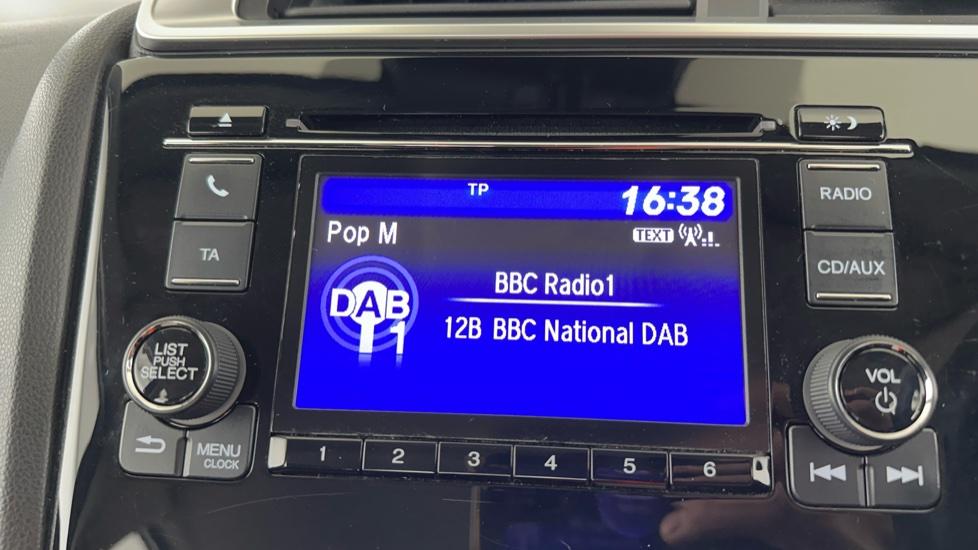 TP
16:38
Pop M
TEXT
DAB
1
BBC Radio1
12B BBC National DAB
TA
RADIO
CD/AUX
LIST
PUSH
SELECT
VOL
MENU
CLOCK
1 2 3 4 5 6